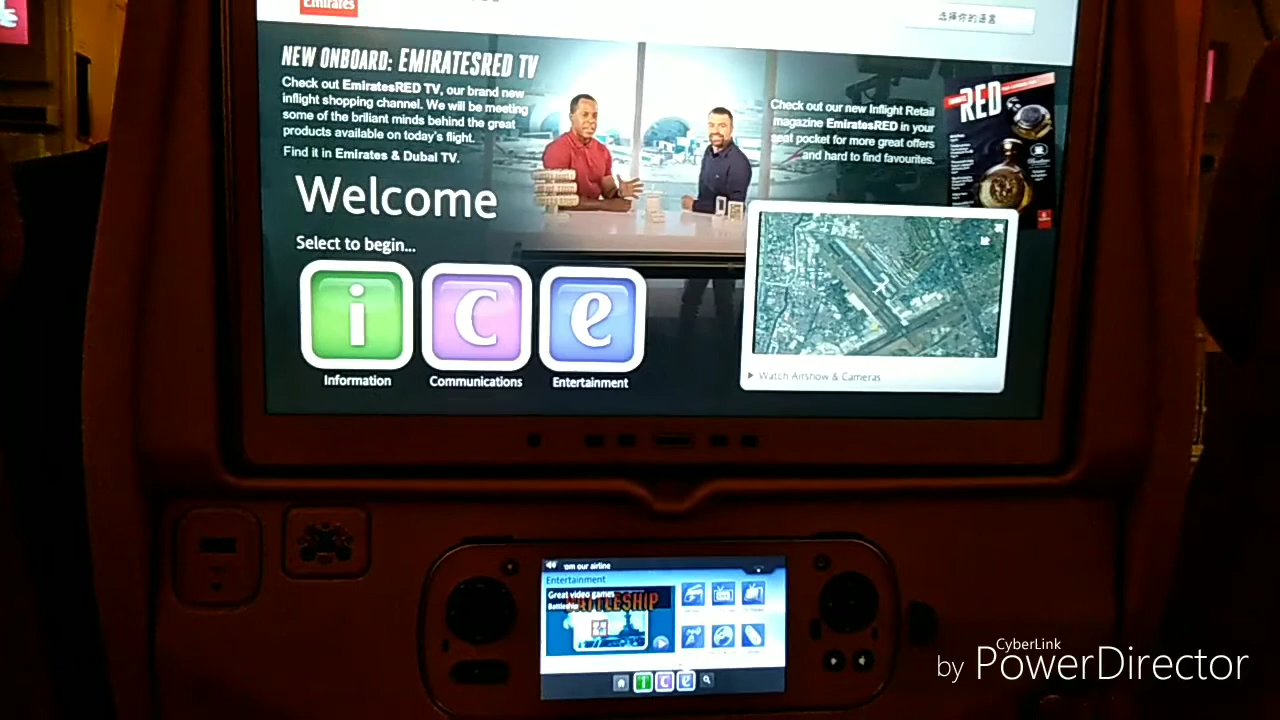 Emirates
选择你的语言
NEW ONBOARD: EMIRATESRED TV
Check out EmiratesRED TV, our brand new
inflight shopping channel. We will be meeting
some of the briliant minds behind the great
products available on today's flight.
Find it in Emirates & Dubai TV.
Check out our new Inflight Retail
magazine EmiratesRED in your
seat pocket for more great offers
and hard to find favourites.
RED
Welcome
Select to begin...
i
c
e
Information
Communications
Entertainment
Watch Airshow & Cameras
om our airline
Entertainment
Great video games
Battleship
BATTLESHIP
i
c
e
CyberLink
by PowerDirector